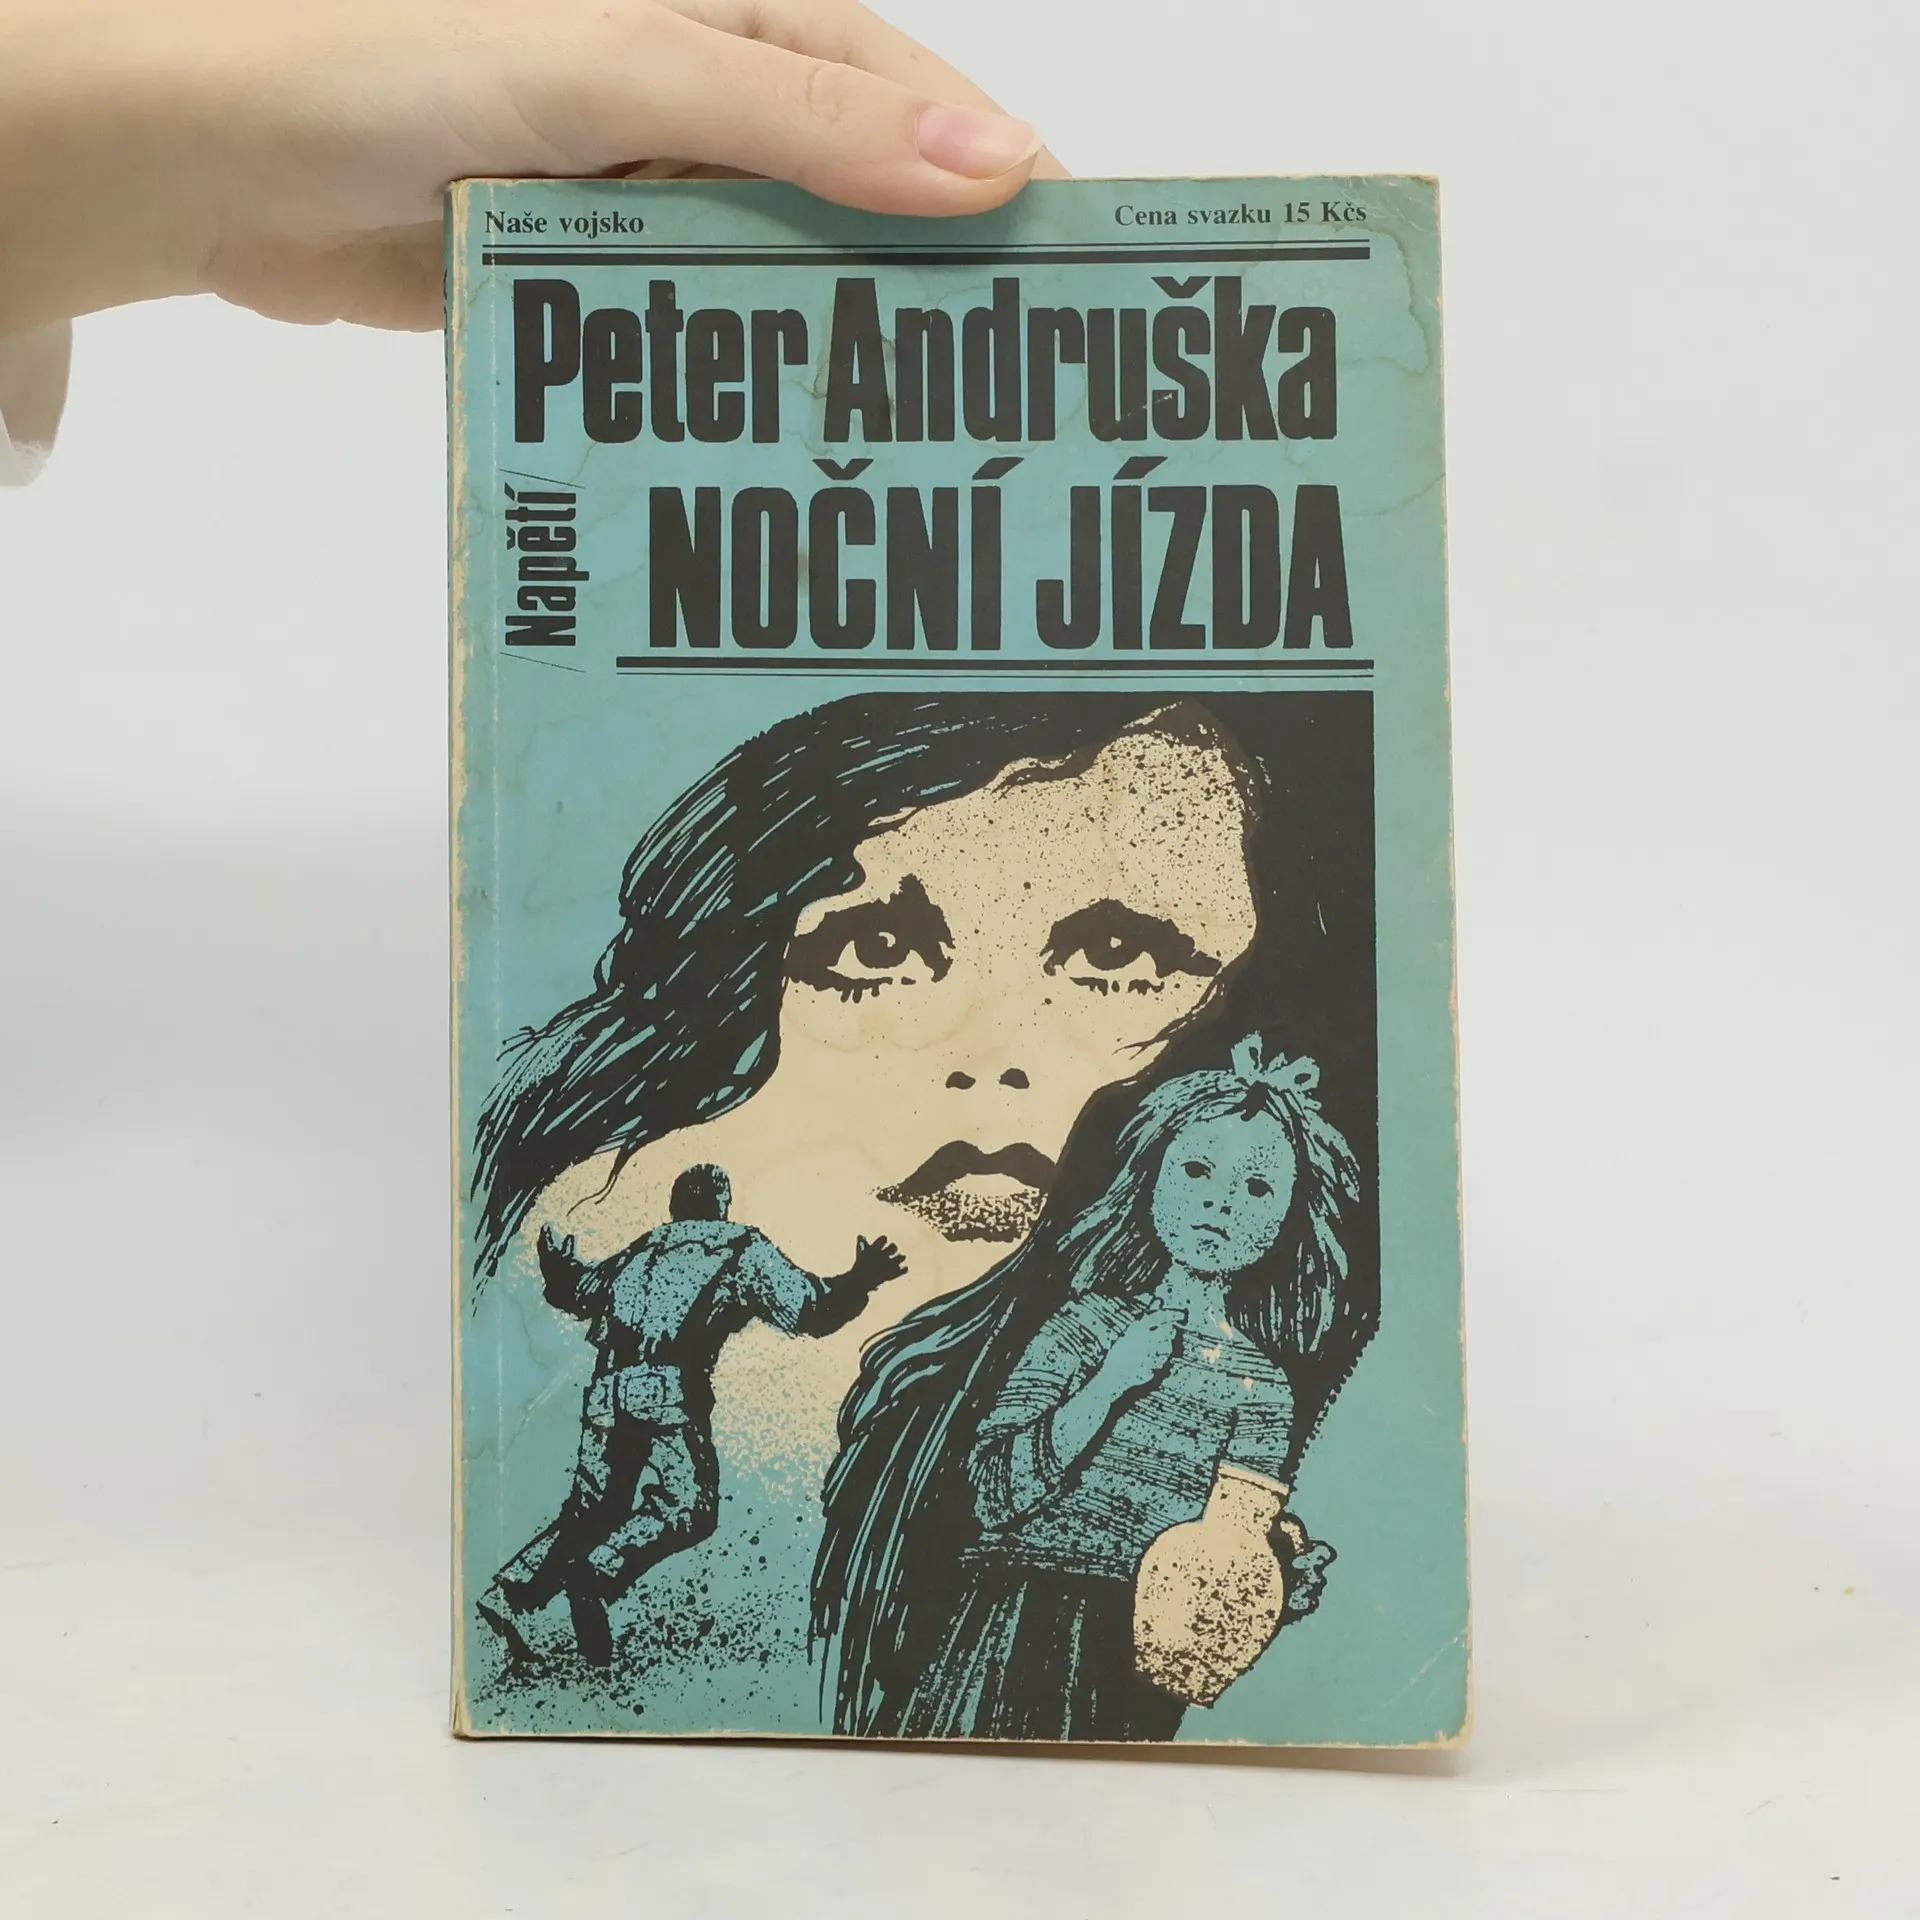 Naše vojsko
Cena svazku 15 Kčs
Peter Andruška
Napětí
NOČNÍ JÍZDA